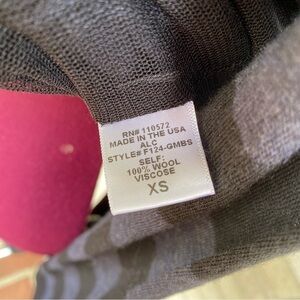 RN# 110572
MADE IN THE USA
ALC
STYLE# F124-GMBS
SELF:
100% WOOL
VISCOSE
XS